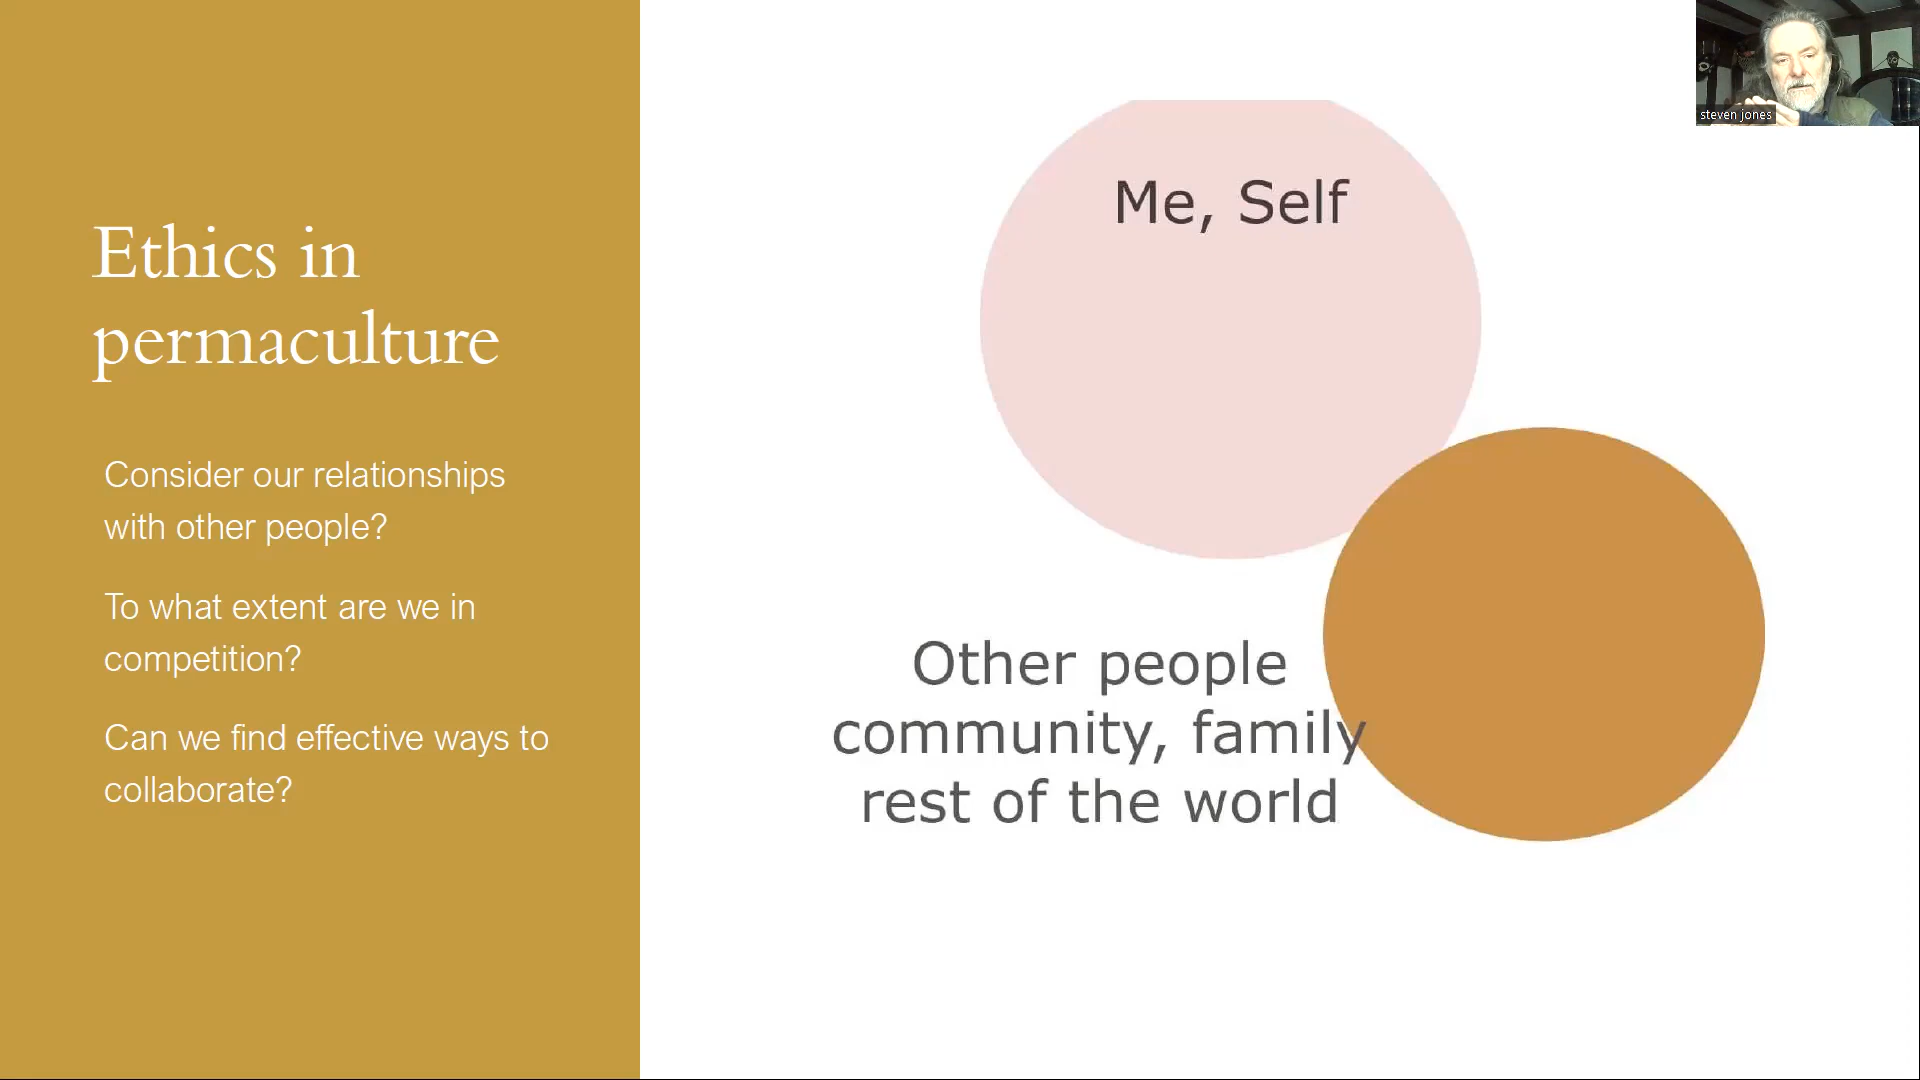 Ethics in
permaculture
Consider our relationships
with other people?
To what extent are we in
competition?
Can we find effective ways to
collaborate?
Me, Self
Other people
community, family
rest of the world
steven jones